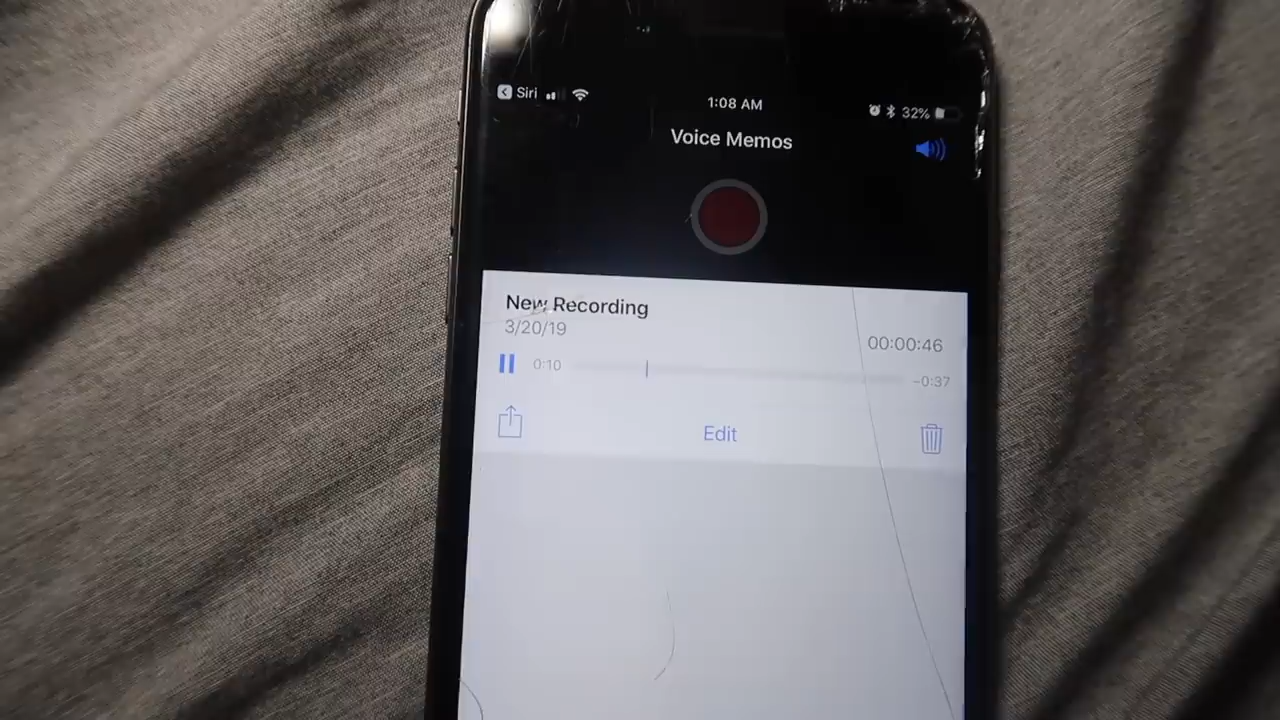 Siri
1:08 AM
32%
Voice Memos
New Recording
3/20/19
00:00:46
0:10
-0:37
Edit